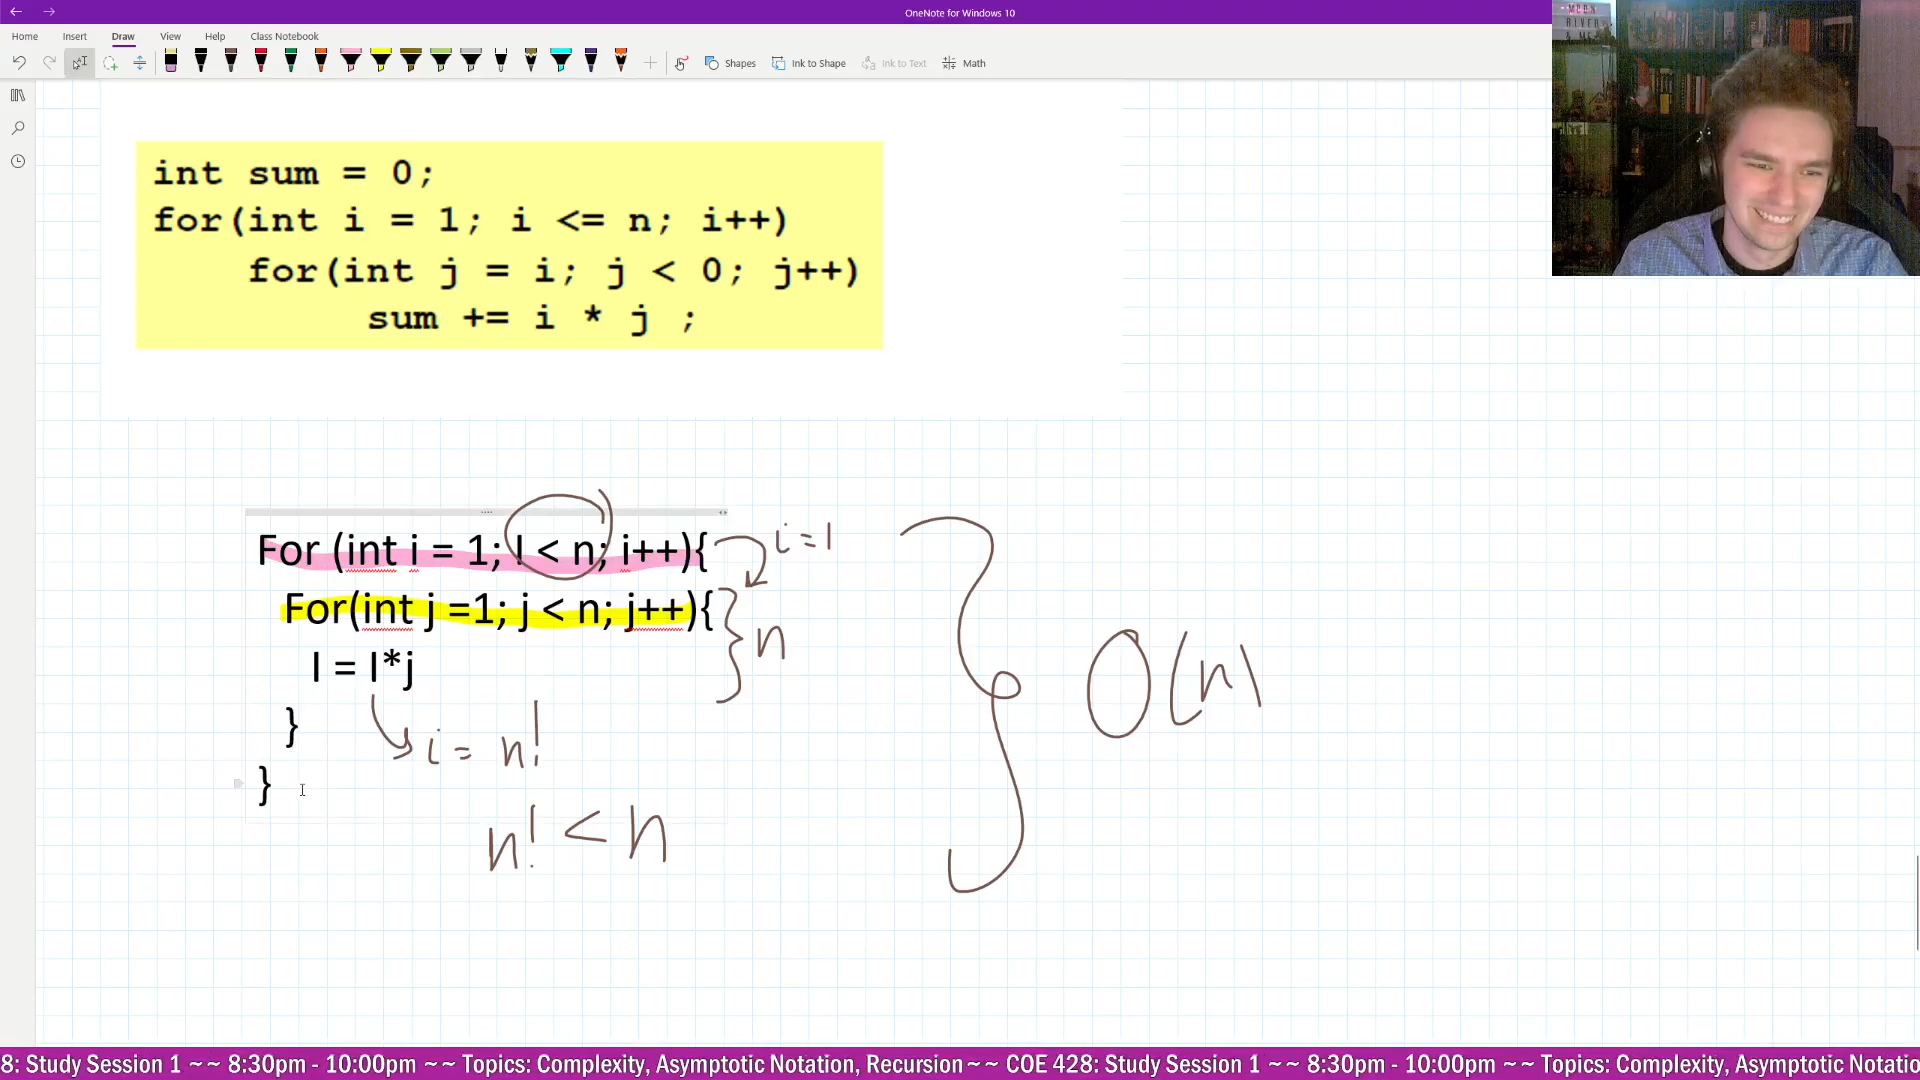 OneNote for Windows 10
Home Insert Draw View Help Class Notebook
Shapes Ink to Shape Ink to Text Math
int sum = 0;
for(int i = 1; i <= n; i++)
for(int j = i; j < 0; j++)
sum += i * j ;
For (int i = 1; I < n; i++){ i = 1
For(int j =1; j < n; j++){
n
I = I*j
O(n)
}
i = n!
}
n! < n
8: Study Session 1 ~~ 8:30pm - 10:00pm ~~ Topics: Complexity, Asymptotic Notation, Recursion~~ COE 428: Study Session 1 ~~ 8:30pm - 10:00pm ~~ Topics: Complexity, Asymptotic Notatio